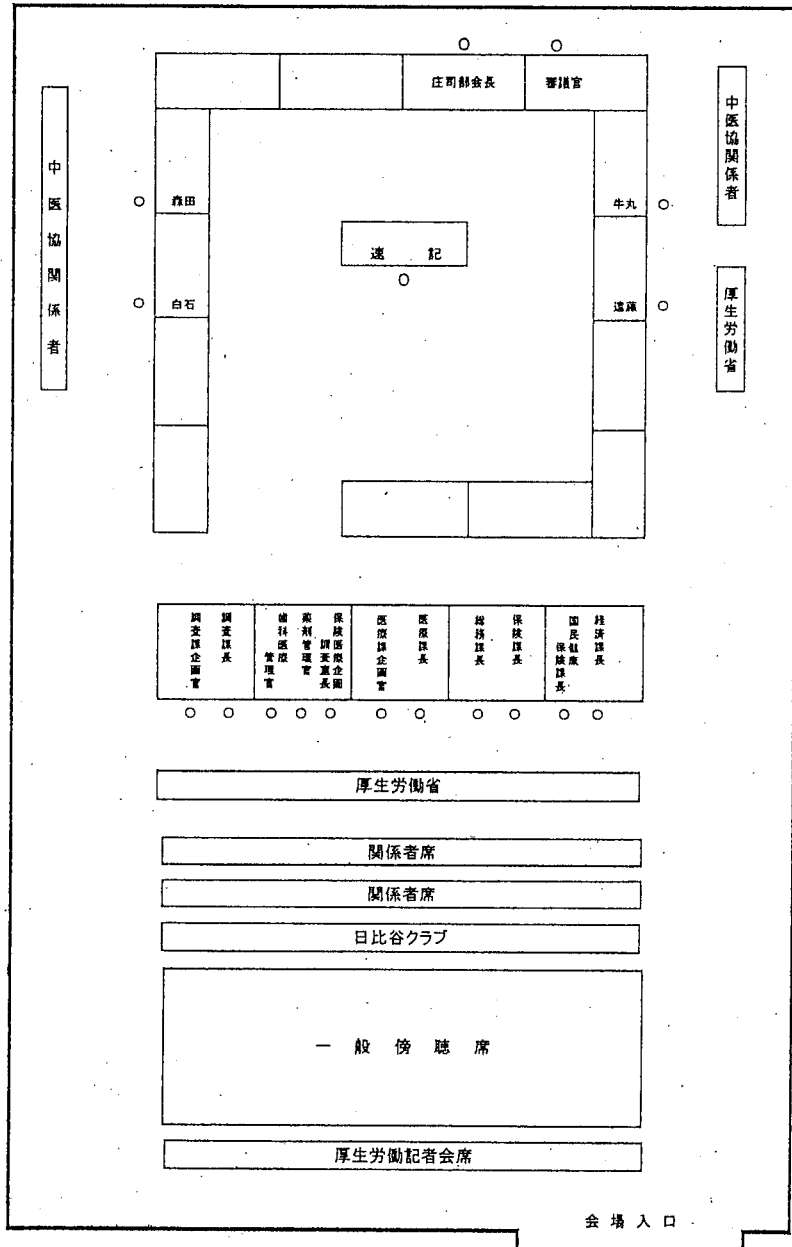 庄司部会長
審議官
中医協関係者
中医協関係者
森田
牛丸
速記
白石
遠藤
厚生労働省
調査課企画官
調査課長
歯科医療管理官
薬剤管理官
保険医療企画調査室長
医療課企画官
医療課長
総務課長
保険課長
国民健康保険課長
経済課長
厚生労働省
関係者席
関係者席
日比谷クラブ
一般傍聴席
厚生労働記者会席
会場入口